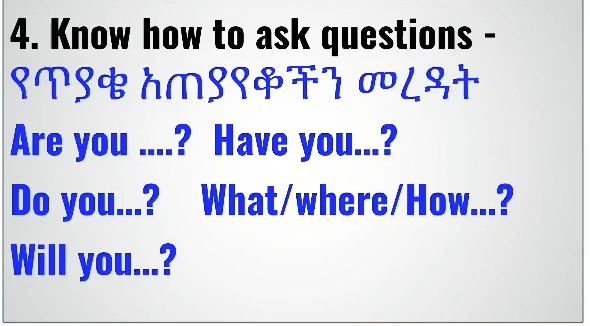 4. Know how to ask questions -
የጥያቄ አጠያየቆችን መረዳት
Are you ....? Have you...?
Do you...? What/where/How...?
Will you...?